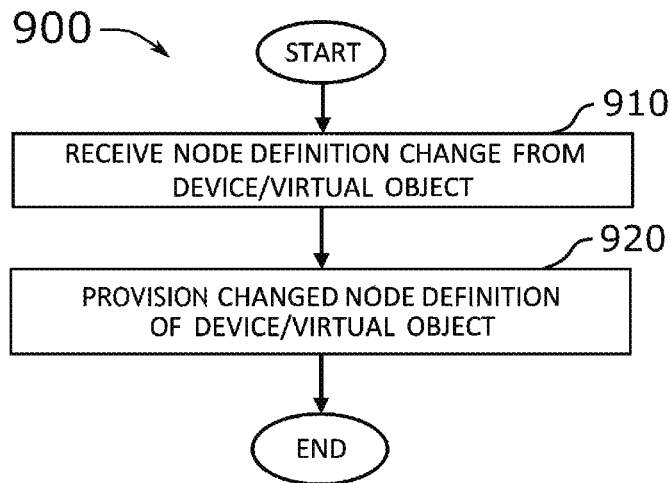 900
START
910
RECEIVE NODE DEFINITION CHANGE FROM
DEVICE/VIRTUAL OBJECT
920
PROVISION CHANGED NODE DEFINITION
OF DEVICE/VIRTUAL OBJECT
END